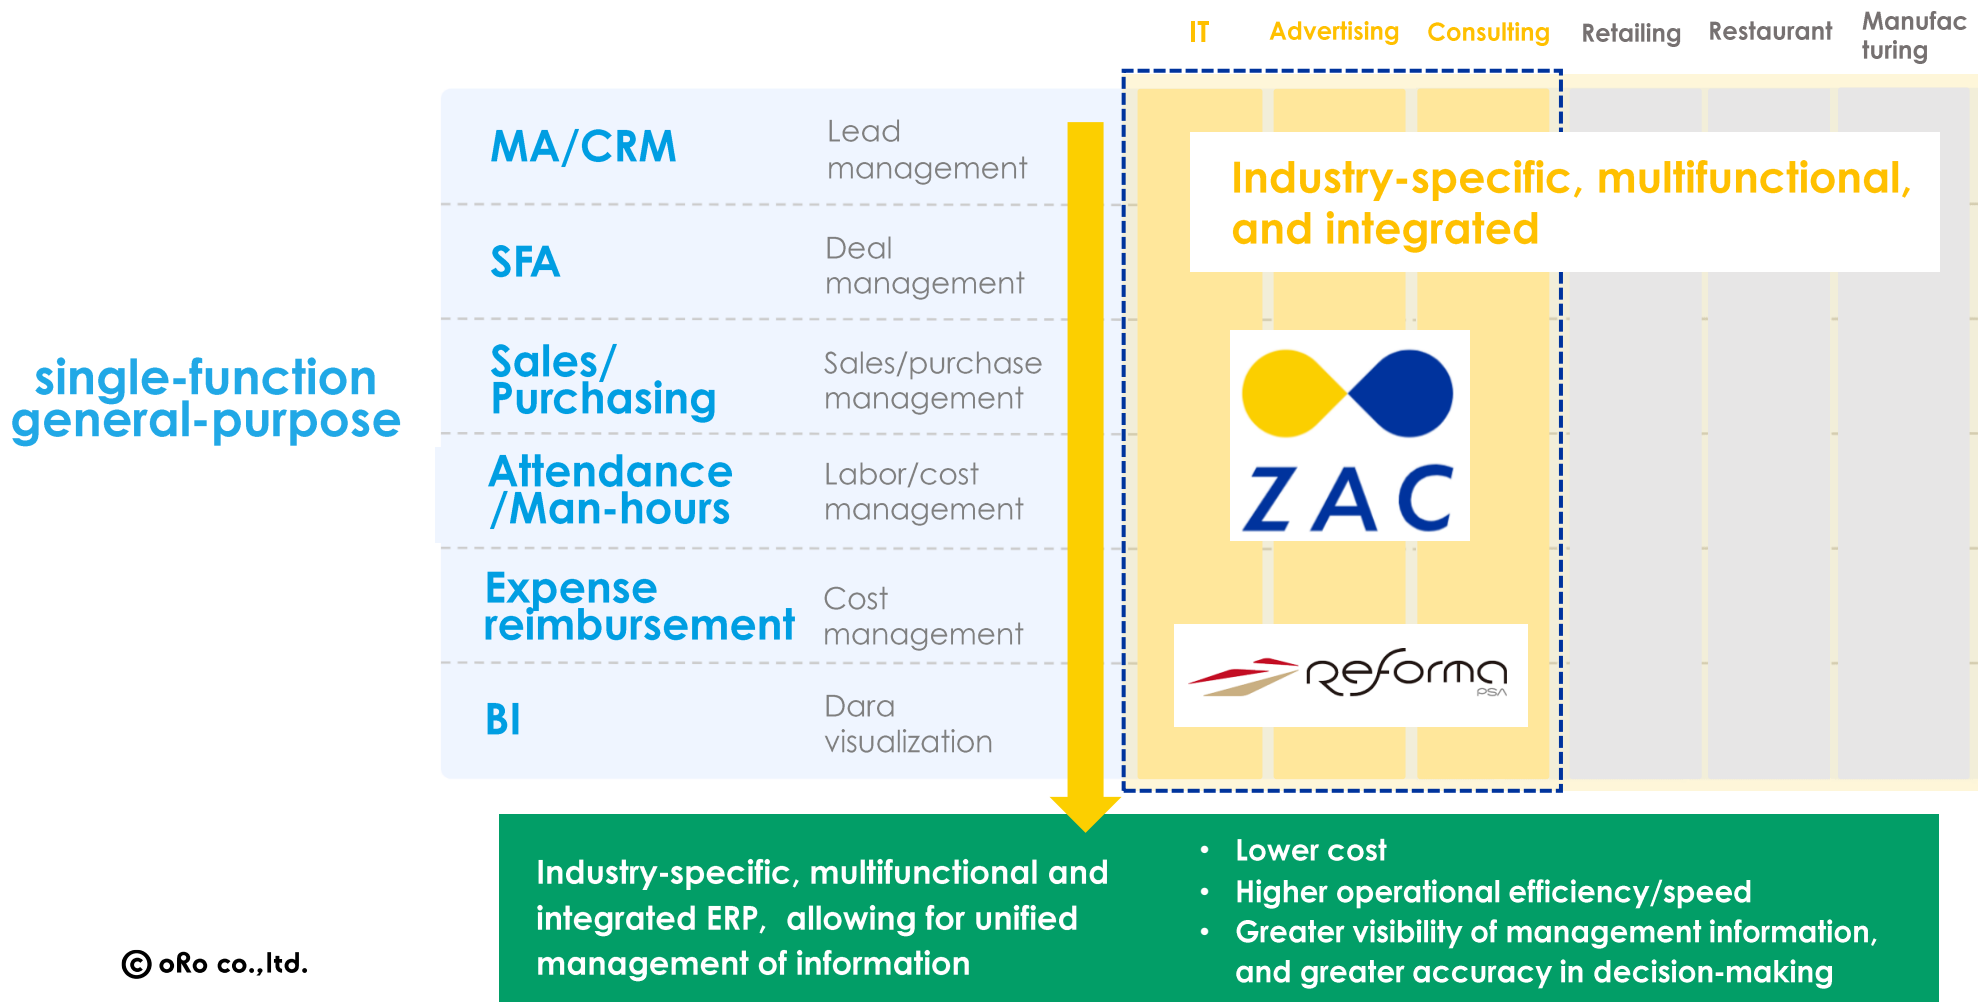 IT
Advertising
Consulting
Retailing
Restaurant
Manufac
turing
MA/CRM
Lead
management
Industry-specific, multifunctional,
and integrated
SFA
Deal
management
single-function
general-purpose
Sales/
Purchasing
Sales/purchase
management
ZAC
Attendance
/Man-hours
Labor/cost
management
Expense
reimbursement
Cost
management
reforma
PSA
BI
Dara
visualization
Industry-specific, multifunctional and
integrated ERP, allowing for unified
management of information
• Lower cost
• Higher operational efficiency/speed
• Greater visibility of management information,
and greater accuracy in decision-making
© oRo co.,ltd.